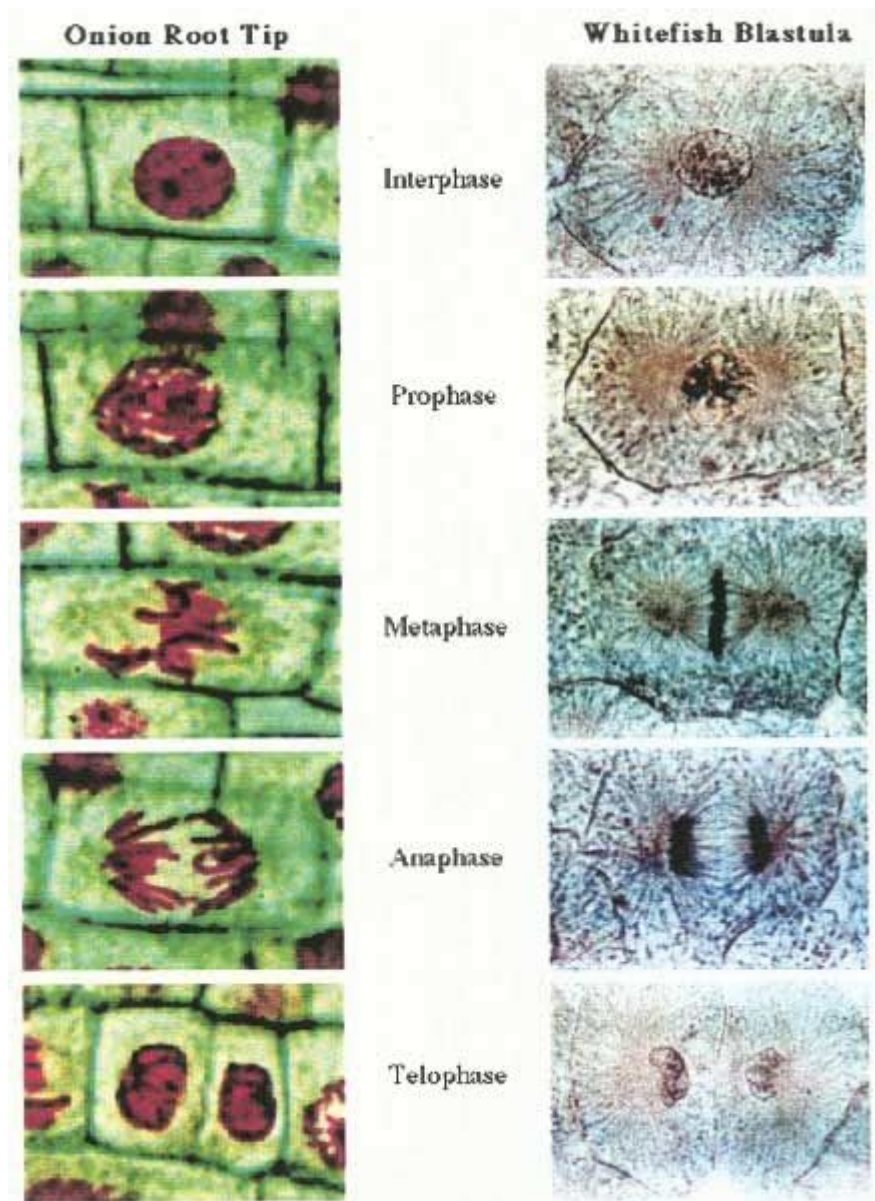 Onion Root Tip
Whitefish Blastula
Interphase
Prophase
Metaphase
Anaphase
Telophase